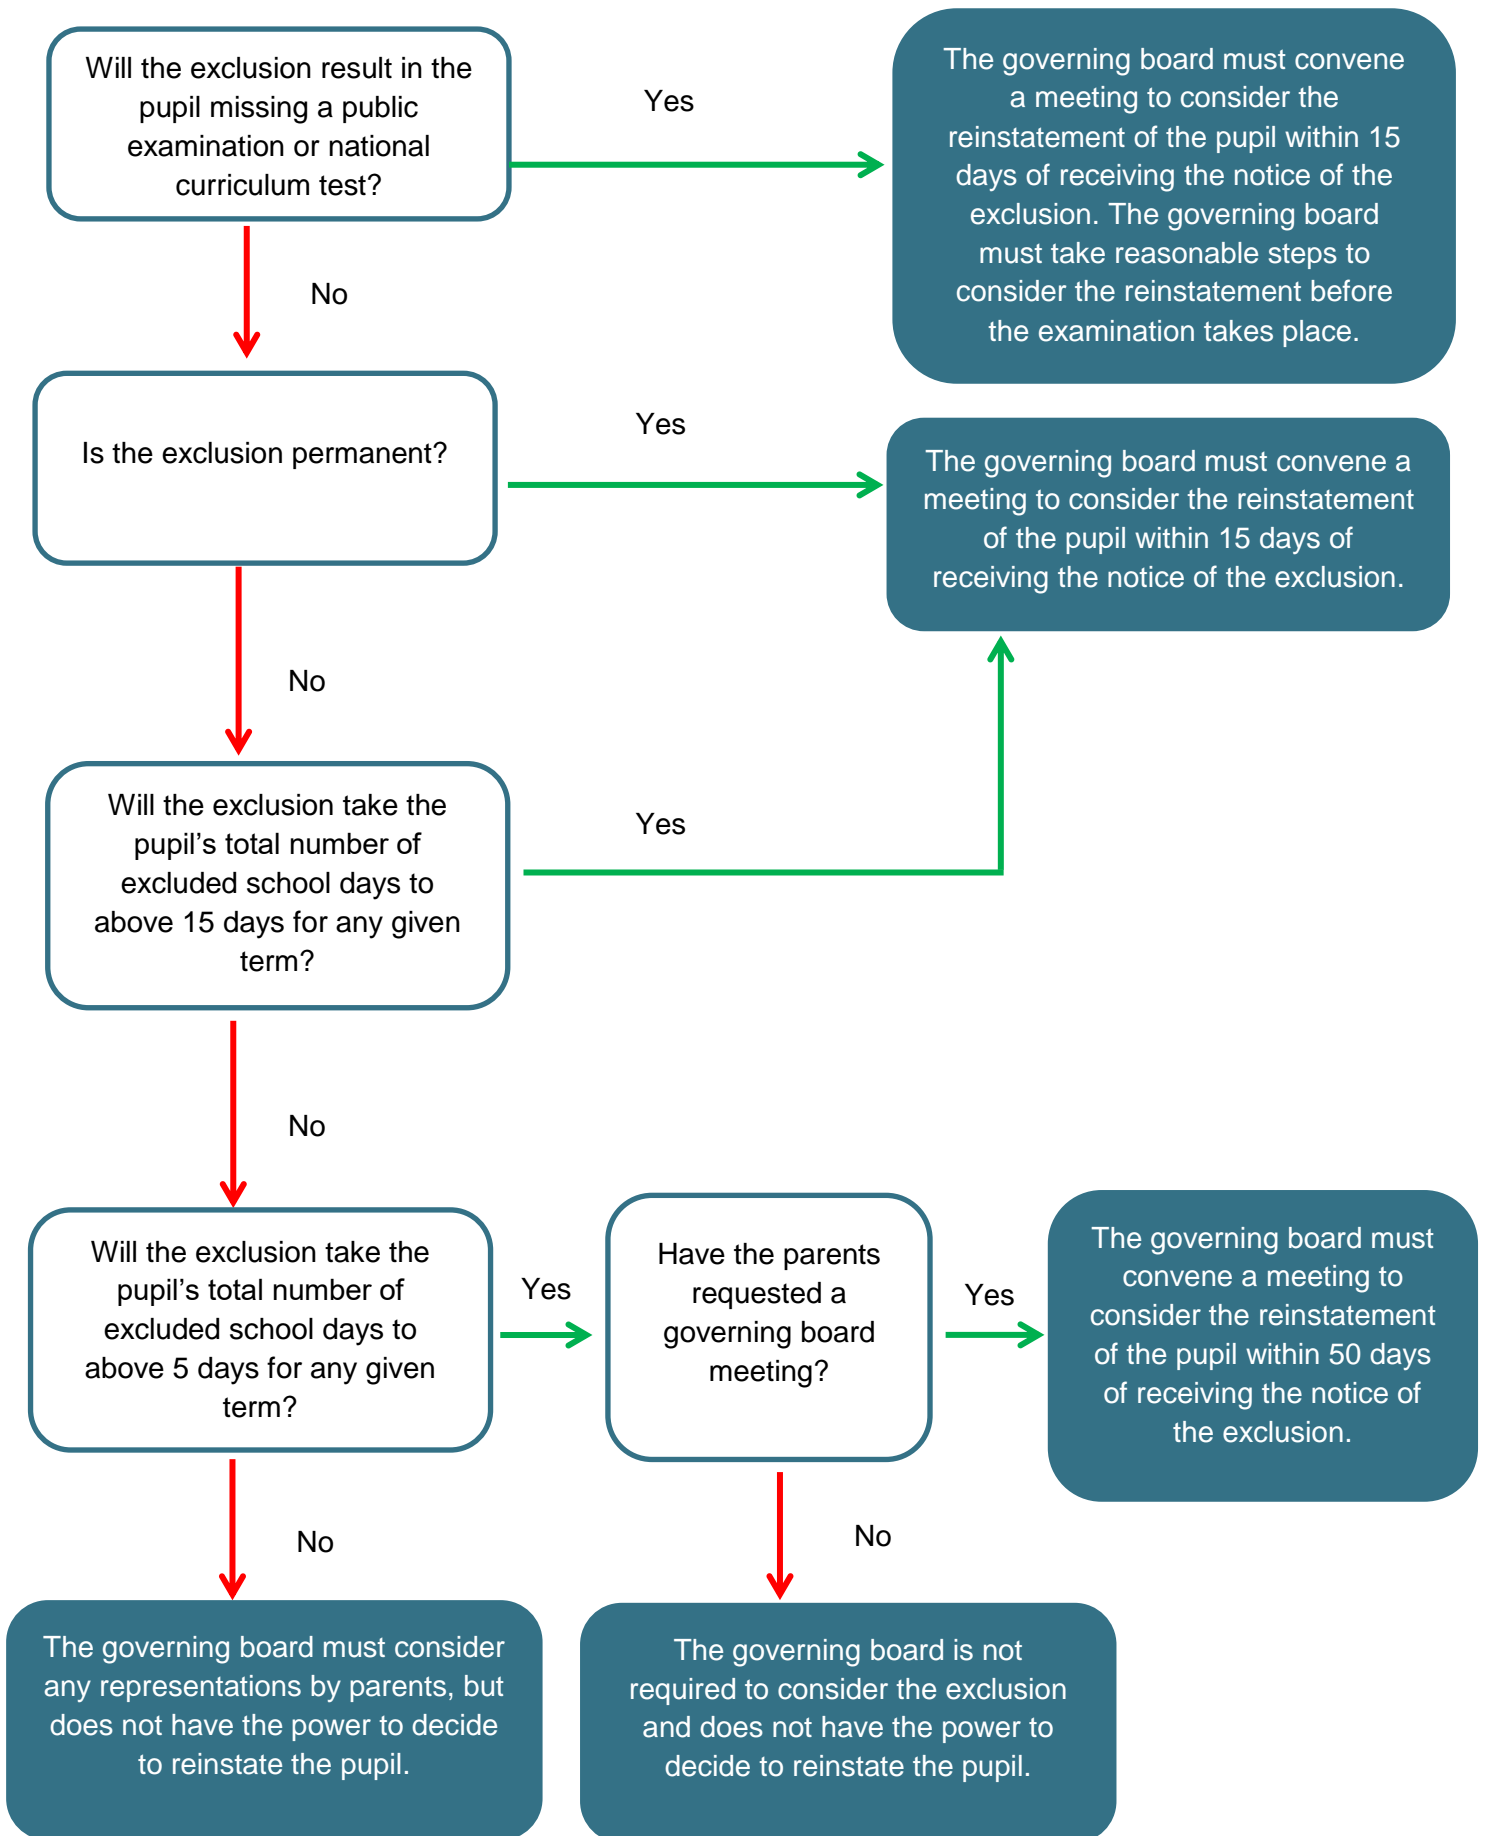 Will the exclusion result in the
pupil missing a public
examination or national
curriculum test?
Yes
The governing board must convene
a meeting to consider the
reinstatement of the pupil within 15
days of receiving the notice of the
exclusion. The governing board
must take reasonable steps to
consider the reinstatement before
the examination takes place.
No
Is the exclusion permanent?
Yes
The governing board must convene a
meeting to consider the reinstatement
of the pupil within 15 days of
receiving the notice of the exclusion.
No
Will the exclusion take the
pupil’s total number of
excluded school days to
above 15 days for any given
term?
Yes
No
Will the exclusion take the
pupil’s total number of
excluded school days to
above 5 days for any given
term?
Yes
Have the parents
requested a
governing board
meeting?
Yes
The governing board must
convene a meeting to
consider the reinstatement
of the pupil within 50 days
of receiving the notice of
the exclusion.
No
No
The governing board must consider
any representations by parents, but
does not have the power to decide
to reinstate the pupil.
The governing board is not
required to consider the exclusion
and does not have the power to
decide to reinstate the pupil.